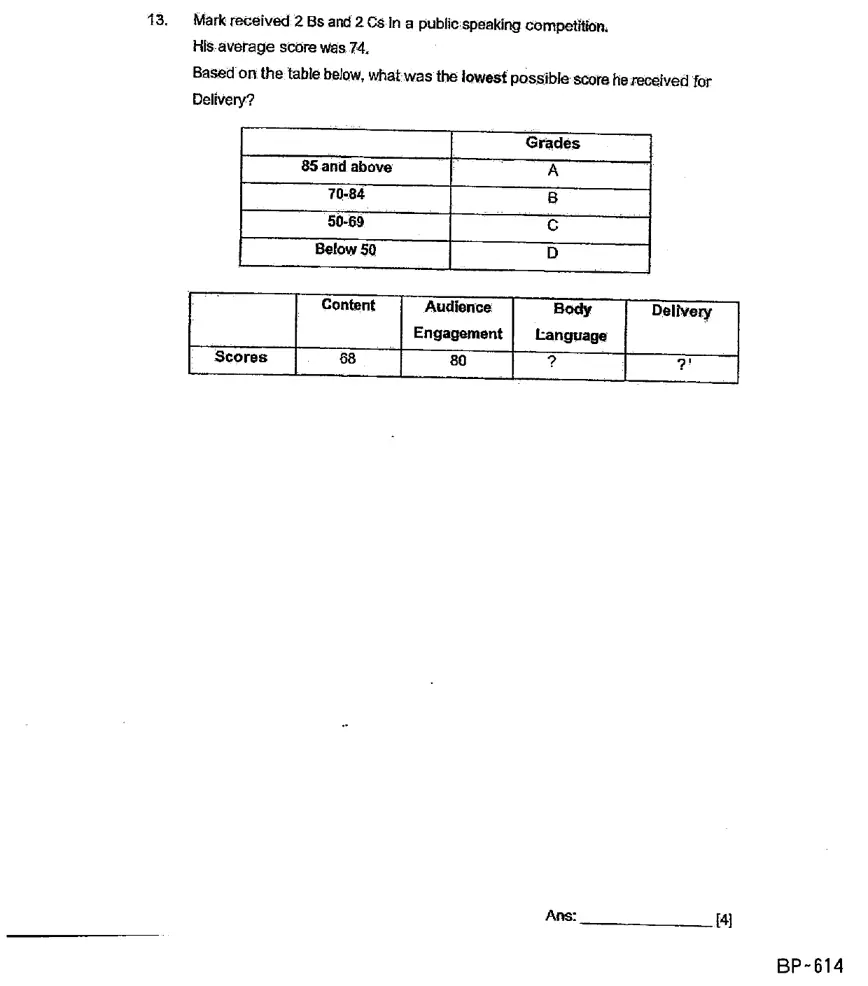 13. Mark received 2 Bs and 2 Cs in a public speaking competition.
His average score was 74.
Based on the table below, what was the lowest possible score he received for
Delivery?
Grades
85 and above A
70-84 B
50-69 C
Below 50 D
Content Audience Engagement Body Language Delivery
Scores 68 80 ? ?
Ans: ______________ [4]
BP-614